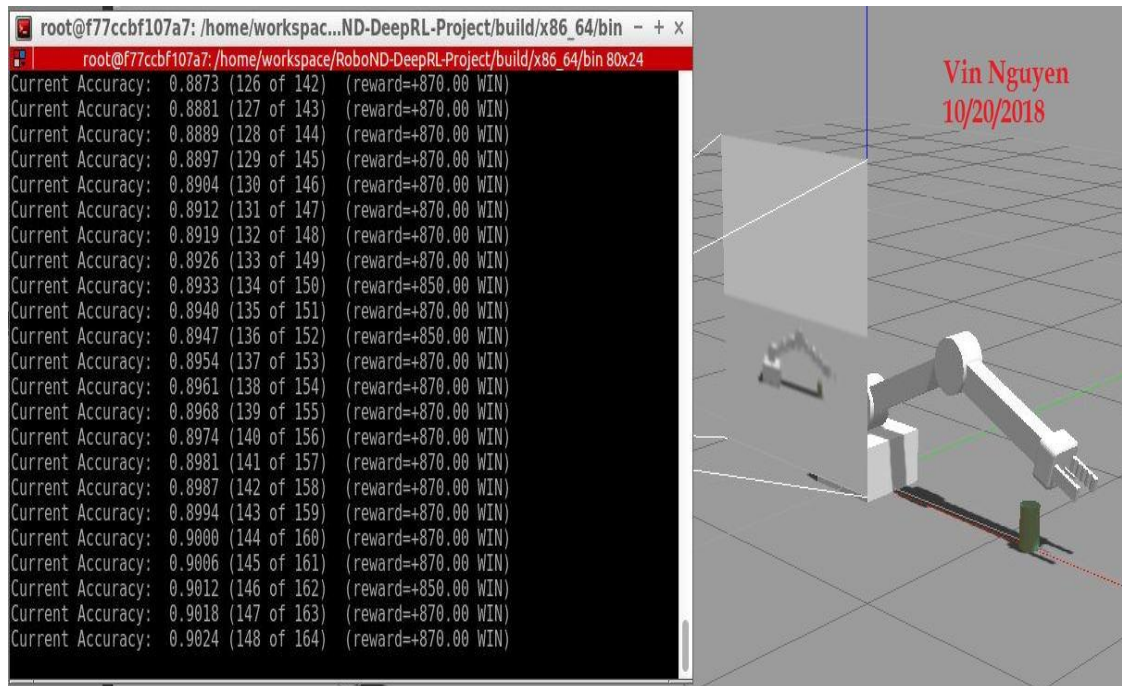 root@f77ccbf107a7: /home/workspac...ND-DeepRL-Project/build/x86_64/bin
root@f77ccbf107a7: /home/workspace/RoboND-DeepRL-Project/build/x86_64/bin 80x24
Current Accuracy:  0.8873 (126 of 142)  (reward=+870.00 WIN)
Current Accuracy:  0.8881 (127 of 143)  (reward=+870.00 WIN)
Current Accuracy:  0.8889 (128 of 144)  (reward=+870.00 WIN)
Current Accuracy:  0.8897 (129 of 145)  (reward=+870.00 WIN)
Current Accuracy:  0.8904 (130 of 146)  (reward=+870.00 WIN)
Current Accuracy:  0.8912 (131 of 147)  (reward=+870.00 WIN)
Current Accuracy:  0.8919 (132 of 148)  (reward=+870.00 WIN)
Current Accuracy:  0.8926 (133 of 149)  (reward=+870.00 WIN)
Current Accuracy:  0.8933 (134 of 150)  (reward=+850.00 WIN)
Current Accuracy:  0.8940 (135 of 151)  (reward=+870.00 WIN)
Current Accuracy:  0.8947 (136 of 152)  (reward=+850.00 WIN)
Current Accuracy:  0.8954 (137 of 153)  (reward=+870.00 WIN)
Current Accuracy:  0.8961 (138 of 154)  (reward=+870.00 WIN)
Current Accuracy:  0.8968 (139 of 155)  (reward=+870.00 WIN)
Current Accuracy:  0.8974 (140 of 156)  (reward=+870.00 WIN)
Current Accuracy:  0.8981 (141 of 157)  (reward=+870.00 WIN)
Current Accuracy:  0.8987 (142 of 158)  (reward=+870.00 WIN)
Current Accuracy:  0.8994 (143 of 159)  (reward=+870.00 WIN)
Current Accuracy:  0.9000 (144 of 160)  (reward=+870.00 WIN)
Current Accuracy:  0.9006 (145 of 161)  (reward=+870.00 WIN)
Current Accuracy:  0.9012 (146 of 162)  (reward=+850.00 WIN)
Current Accuracy:  0.9018 (147 of 163)  (reward=+870.00 WIN)
Current Accuracy:  0.9024 (148 of 164)  (reward=+870.00 WIN)
Vin Nguyen
10/20/2018